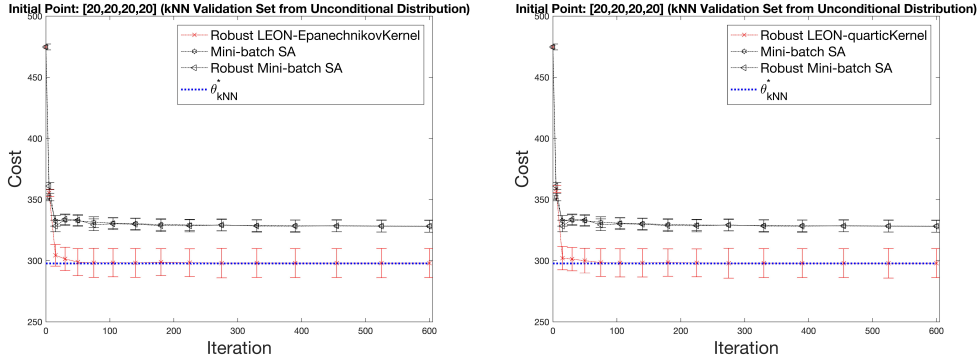 Initial Point: [20,20,20,20] (kNN Validation Set from Unconditional Distribution)
Cost
500
450
400
350
300
250
Robust LEON-EpanechnikovKernel
Mini-batch SA
Robust Mini-batch SA
θ*kNN
0 100 200 300 400 500 600
Iteration
Initial Point: [20,20,20,20] (kNN Validation Set from Unconditional Distribution)
Cost
500
450
400
350
300
250
Robust LEON-quarticKernel
Mini-batch SA
Robust Mini-batch SA
θ*kNN
0 100 200 300 400 500 600
Iteration